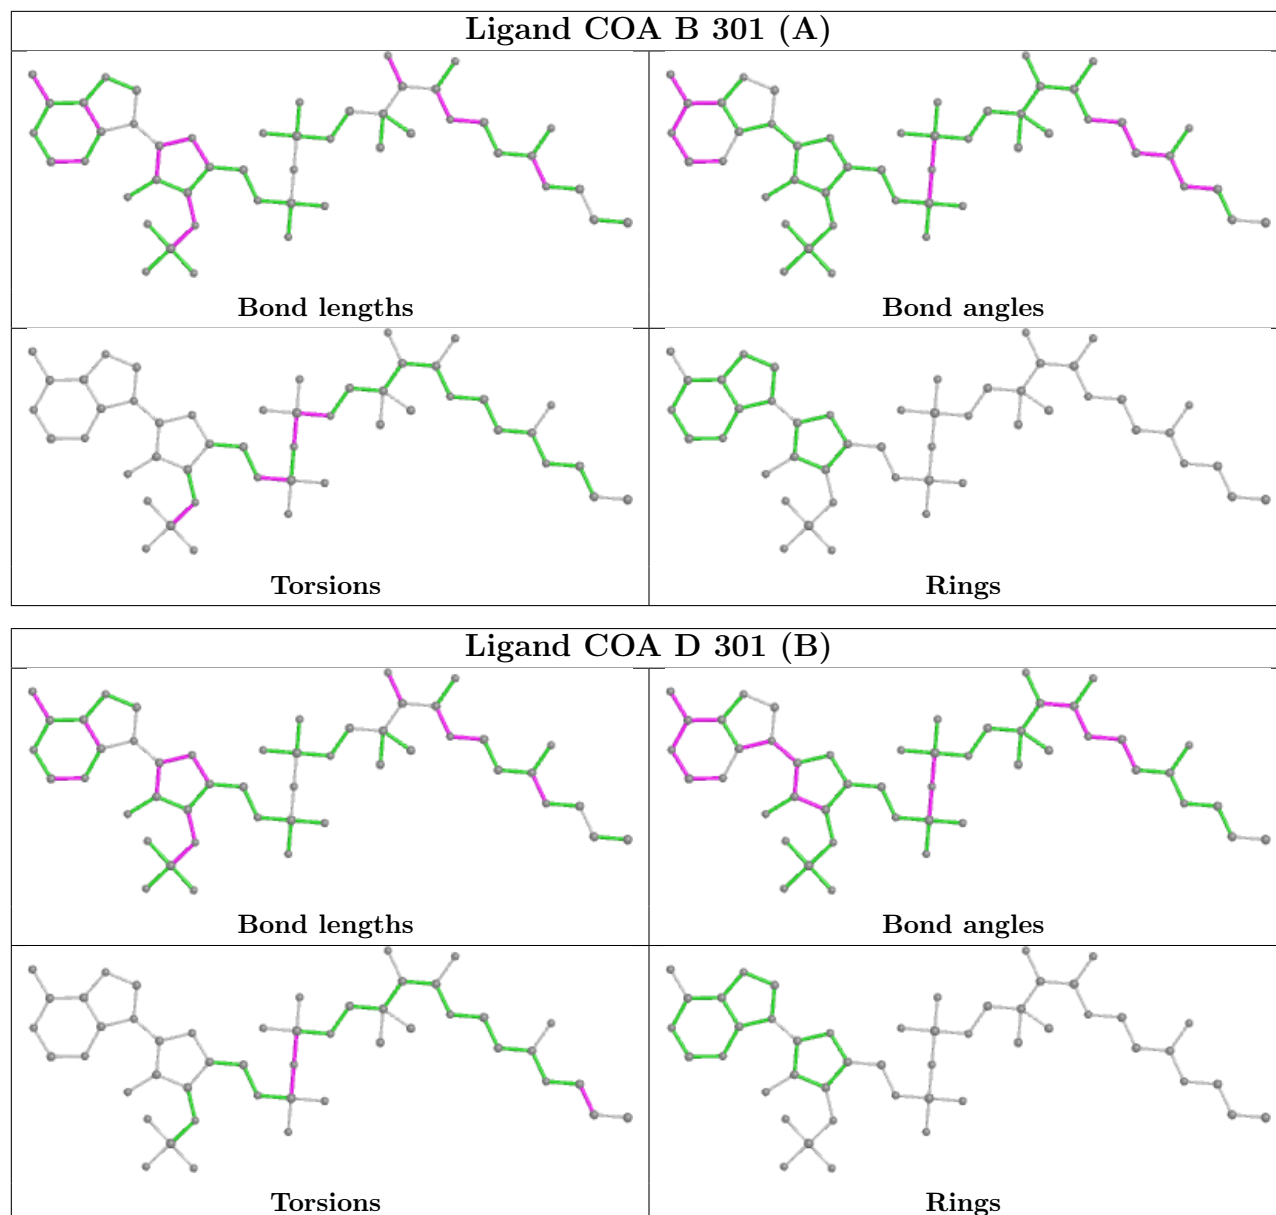 Ligand COA B 301 (A)
Bond lengths
Bond angles
Torsions
Rings
Ligand COA D 301 (B)
Bond lengths
Bond angles
Torsions
Rings